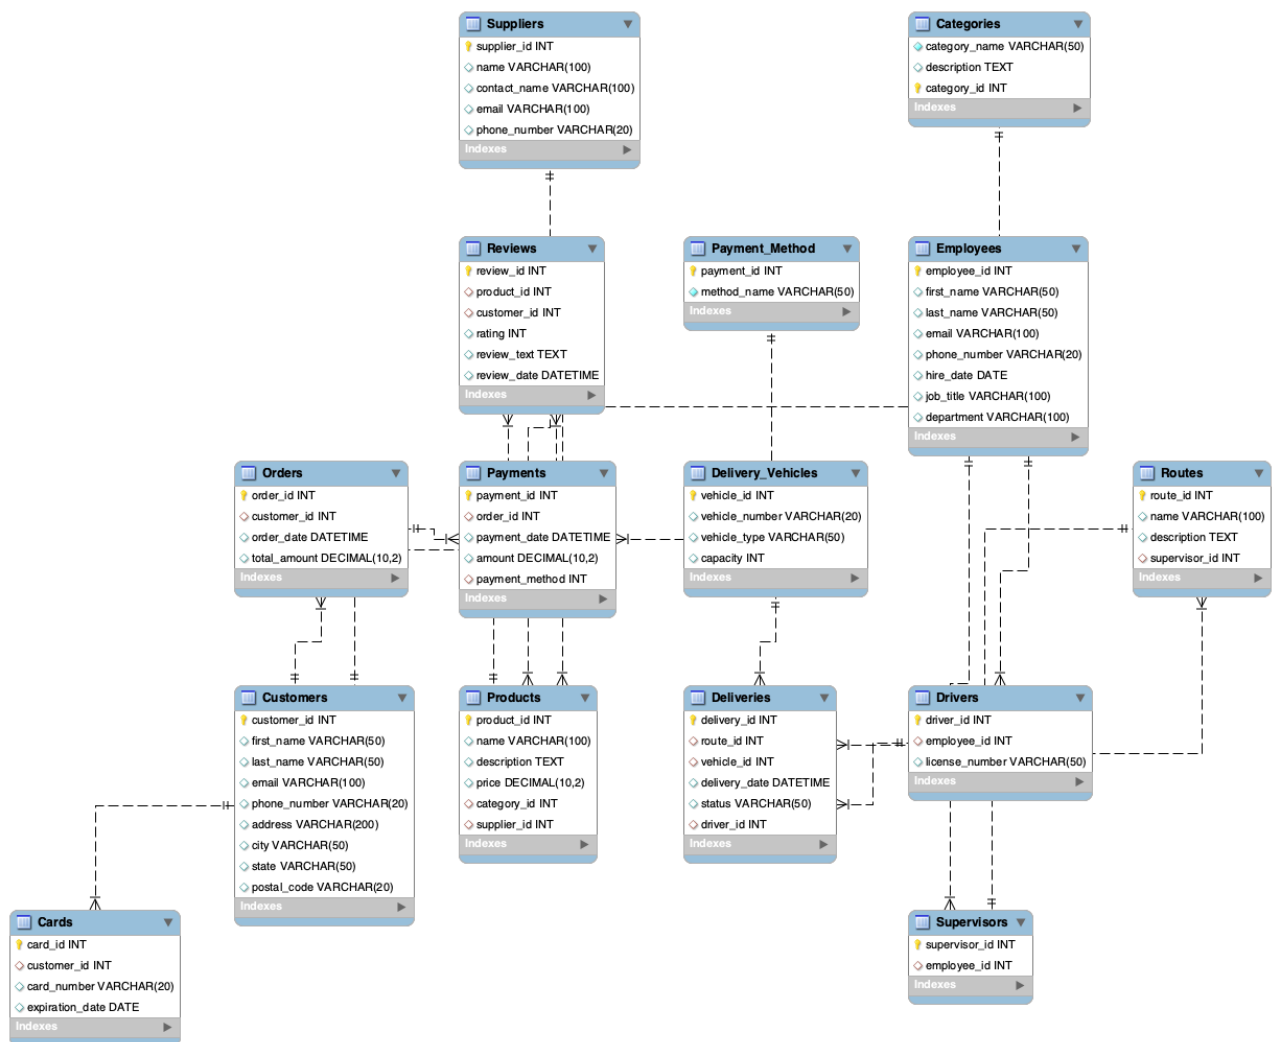 Suppliers
supplier_id INT
name VARCHAR(100)
contact_name VARCHAR(100)
email VARCHAR(100)
phone_number VARCHAR(20)
Indexes
Categories
category_name VARCHAR(50)
description TEXT
category_id INT
Indexes
Reviews
review_id INT
product_id INT
customer_id INT
rating INT
review_text TEXT
review_date DATETIME
Indexes
Payment_Method
payment_id INT
method_name VARCHAR(50)
Indexes
Employees
employee_id INT
first_name VARCHAR(50)
last_name VARCHAR(50)
email VARCHAR(100)
phone_number VARCHAR(20)
hire_date DATE
job_title VARCHAR(100)
department VARCHAR(100)
Indexes
Orders
order_id INT
customer_id INT
order_date DATETIME
total_amount DECIMAL(10,2)
Indexes
Payments
payment_id INT
order_id INT
payment_date DATETIME
amount DECIMAL(10,2)
payment_method INT
Indexes
Delivery_Vehicles
vehicle_id INT
vehicle_number VARCHAR(20)
vehicle_type VARCHAR(50)
capacity INT
Indexes
Routes
route_id INT
name VARCHAR(100)
description TEXT
supervisor_id INT
Indexes
Customers
customer_id INT
first_name VARCHAR(50)
last_name VARCHAR(50)
email VARCHAR(100)
phone_number VARCHAR(20)
address VARCHAR(200)
city VARCHAR(50)
state VARCHAR(50)
postal_code VARCHAR(20)
Indexes
Products
product_id INT
name VARCHAR(100)
description TEXT
price DECIMAL(10,2)
category_id INT
supplier_id INT
Indexes
Deliveries
delivery_id INT
route_id INT
vehicle_id INT
delivery_date DATETIME
status VARCHAR(50)
driver_id INT
Indexes
Drivers
driver_id INT
employee_id INT
license_number VARCHAR(50)
Indexes
Cards
card_id INT
customer_id INT
card_number VARCHAR(20)
expiration_date DATE
Indexes
Supervisors
supervisor_id INT
employee_id INT
Indexes